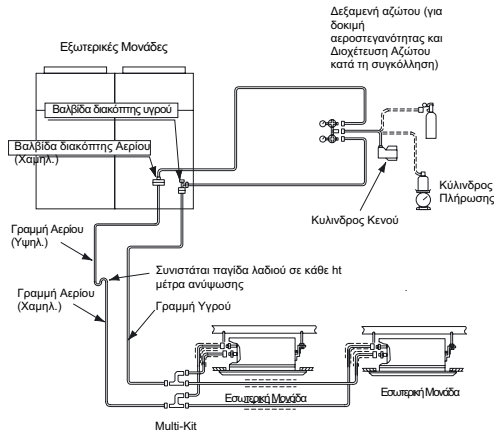 Δεξαμενή αζώτου (για
δοκιμή
αεροστεγανότητας και
Διοχέτευση Αζώτου
κατά τη συγκόλληση)
Εξωτερικές Μονάδες
Βαλβίδα διακόπτης υγρού
Βαλβίδα διακόπτης Αερίου
(Χαμηλ.)
Κύλινδρος
Πλήρωσης
Κυλινδρος Κενού
Γραμμή Αερίου
(Υψηλ.)
Συνιστάται παγίδα λαδιού σε κάθε ht
μέτρα ανύψωσης
Γραμμή Αερίου
(Χαμηλ.)
Γραμμή Υγρού
Εσωτερική Μονάδα
Εσωτερική Μονάδα
Multi-Kit